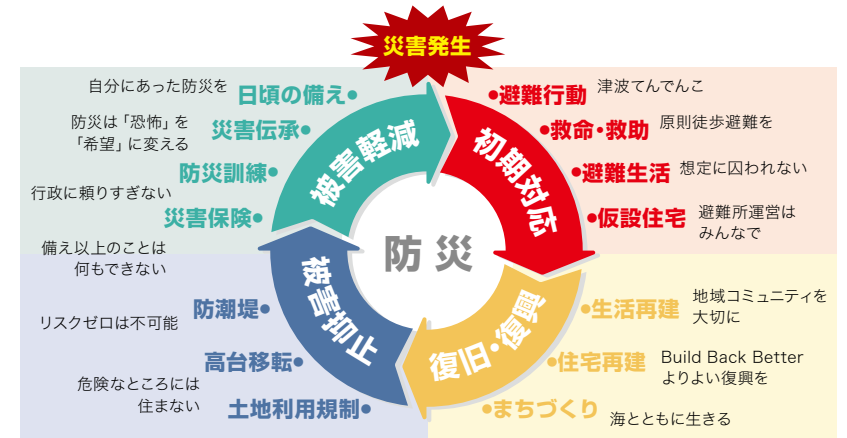 災害発生
自分にあった防災を
日頃の備え•
防災は「恐怖」を
「希望」に変える
災害伝承•
防災訓練•
行政に頼りすぎない
災害保険•
備え以上のことは
何もできない
被害軽減
•避難行動
津波てんでんこ
•救命・救助
原則徒歩避難を
•避難生活
想定に囚われない
•仮設住宅
避難所運営は
みんなで
初期対応
防災
防潮堤•
リスクゼロは不可能
高台移転•
危険なところには
住まない
土地利用規制•
被害抑止
•生活再建
地域コミュニティを
大切に
•住宅再建
Build Back Better
よりよい復興を
•まちづくり
海とともに生きる
復旧・復興